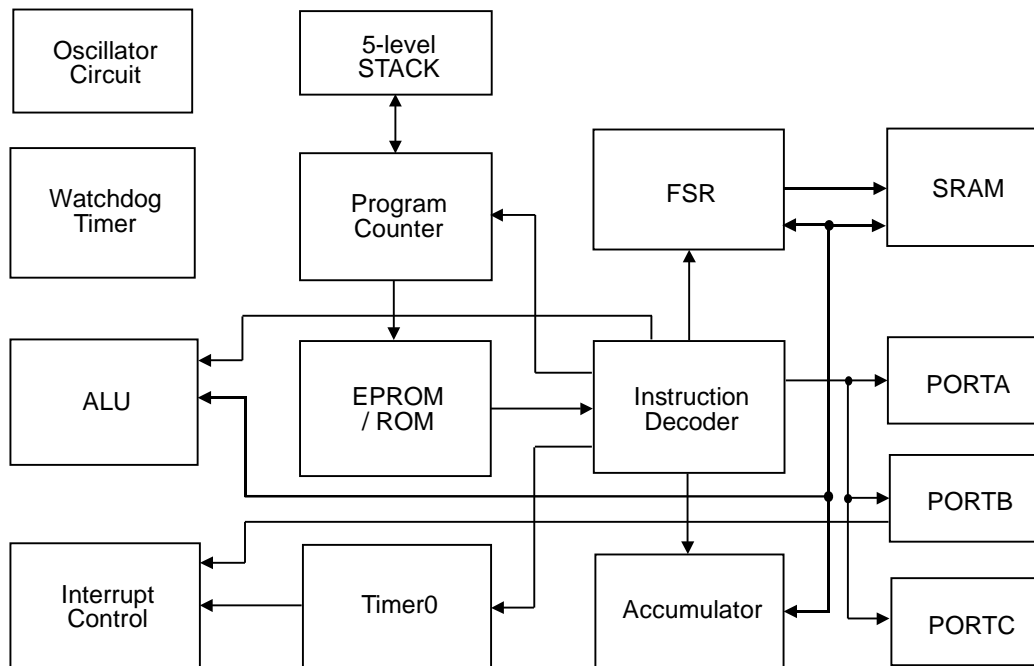 Oscillator
Circuit
5-level
STACK
Watchdog
Timer
Program
Counter
FSR
SRAM
ALU
EPROM
/ ROM
Instruction
Decoder
PORTA
PORTB
Interrupt
Control
Timer0
Accumulator
PORTC